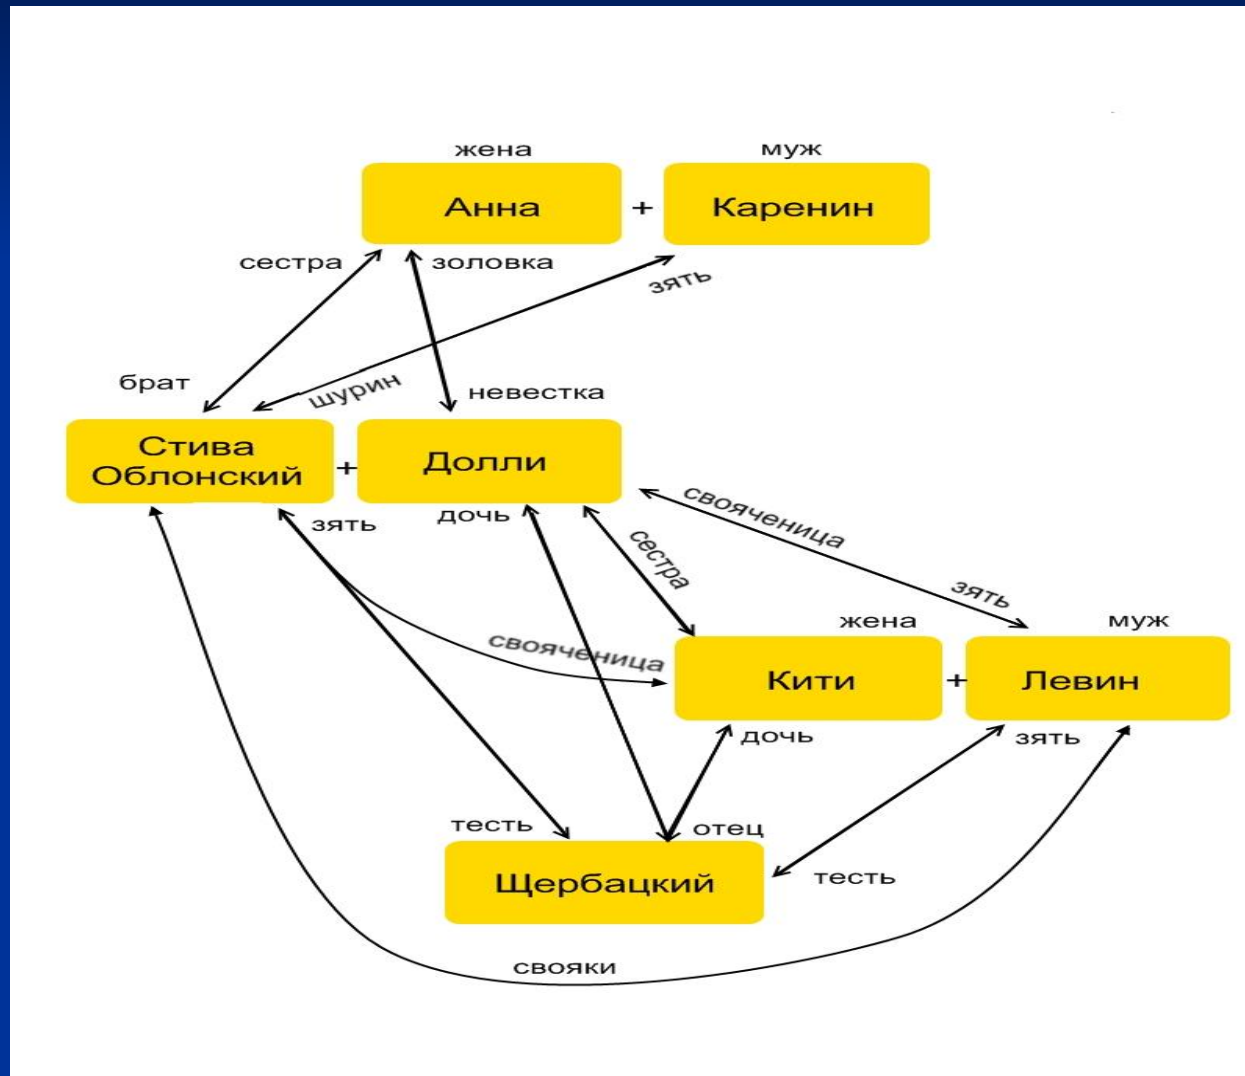 жена
муж
Анна
+
Каренин
сестра
золовка
зять
брат
шурин
невестка
Стива
Облонский
+
Долли
зять
дочь
свояченица
сестра
зять
свояченица
жена
муж
Кити
+
Левин
дочь
зять
тесть
отец
Щербацкий
тесть
свояки